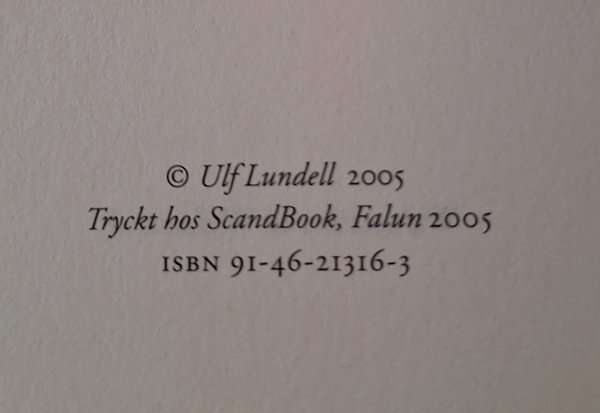 © Ulf Lundell 2005
Tryckt hos ScandBook, Falun 2005
ISBN 91-46-21316-3